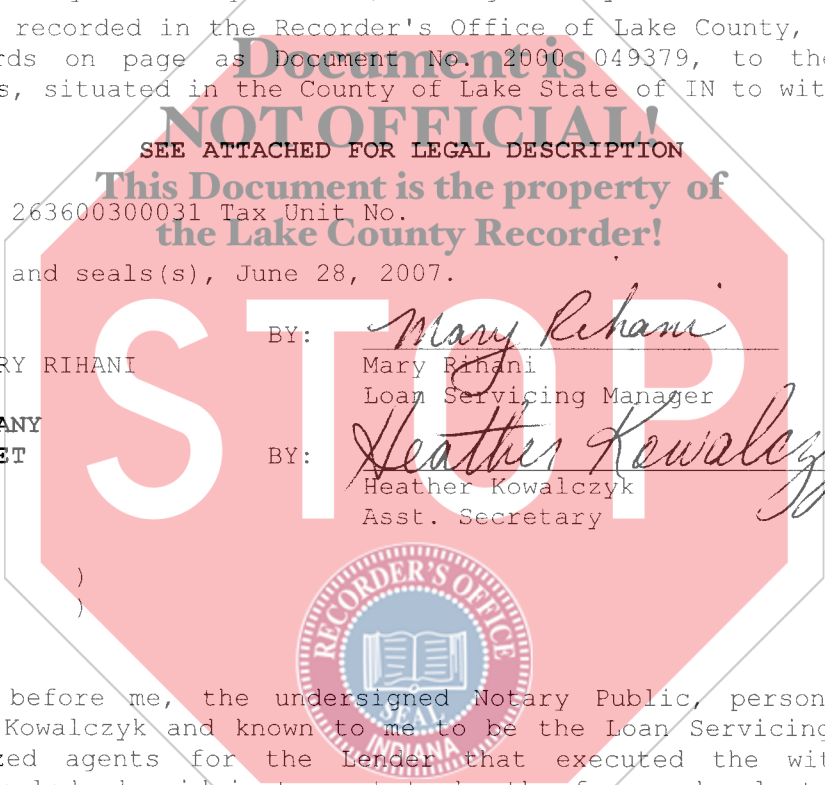 recorded in the Recorder's Office of Lake County,
rds on page as Document No. 2000 049379, to the
Document is
s, situated in the County of Lake State of IN to wit
NOT OFFICIAL!
SEE ATTACHED FOR LEGAL DESCRIPTION
This Document is the property of
263600300031 Tax Unit No.
the Lake County Recorder!
and seals(s), June 28, 2007.
STOP
BY: Mary Rihani
RY RIHANI Mary Rihani
Loan Servicing Manager
ANY
ET BY: Heather Kowalczy
Heather Kowalczyk
Asst. Secretary
)
)
RECORDER'S OFFICE
SEAL
INDIANA
before me, the undersigned Notary Public, person
Kowalczyk and known to me to be the Loan Servicing
zed agents for the Lender that executed the wit